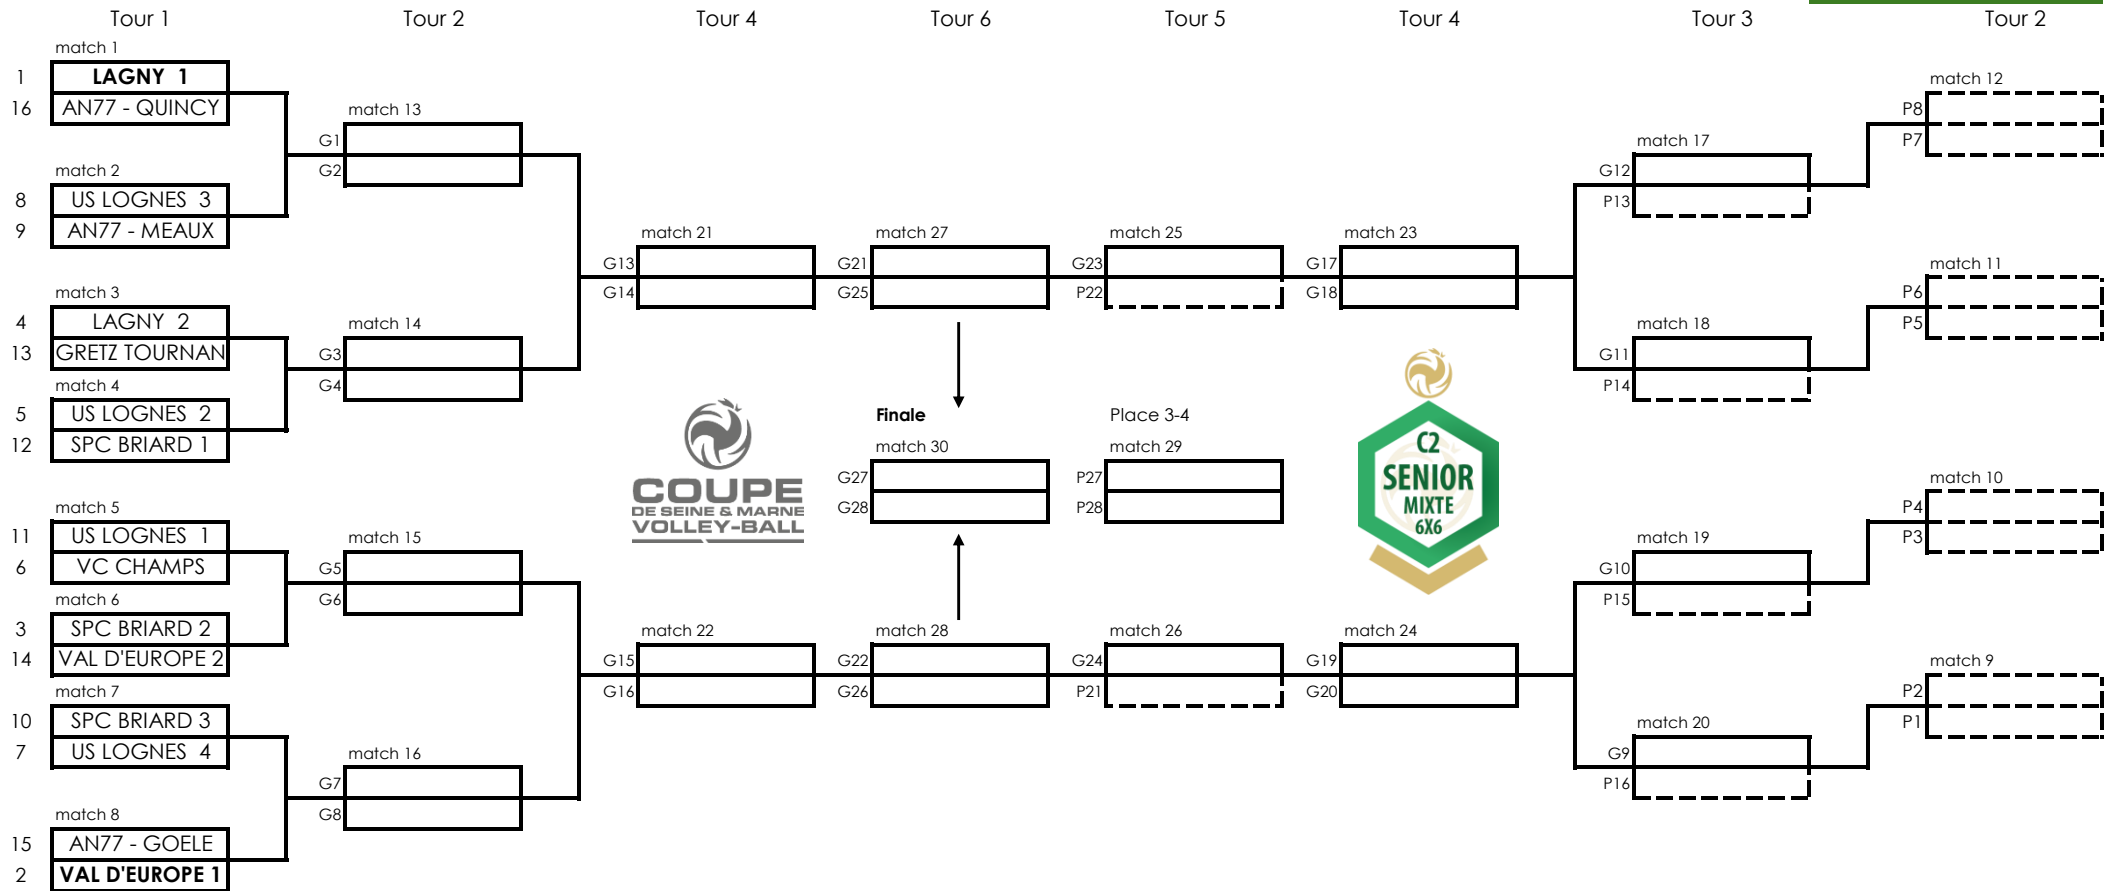 Tour 1
Tour 2
Tour 4
Tour 6
Tour 5
Tour 4
Tour 3
Tour 2
match 1
1 LAGNY 1
16 AN77 - QUINCY
match 2
8 US LOGNES 3
9 AN77 - MEAUX
match 3
4 LAGNY 2
13 GRETZ TOURNAN
match 4
5 US LOGNES 2
12 SPC BRIARD 1
match 5
11 US LOGNES 1
6 VC CHAMPS
match 6
3 SPC BRIARD 2
14 VAL D'EUROPE 2
match 7
10 SPC BRIARD 3
7 US LOGNES 4
match 8
15 AN77 - GOELE
2 VAL D'EUROPE 1
match 13
G1
G2
match 14
G3
G4
match 15
G5
G6
match 16
G7
G8
match 21
G13
G14
COUPE
DE SEINE & MARNE
VOLLEY-BALL
match 22
G15
G16
match 27
G21
G25
Finale
match 30
G27
G28
match 28
G22
G26
match 25
G23
P22
Place 3-4
match 29
P27
P28
match 26
G24
P21
match 23
G17
G18
C2
SENIOR
MIXTE
6X6
match 24
G19
G20
match 17
G12
P13
match 18
G11
P14
match 19
G10
P15
match 20
G9
P16
match 12
P8
P7
match 11
P6
P5
match 10
P4
P3
match 9
P2
P1